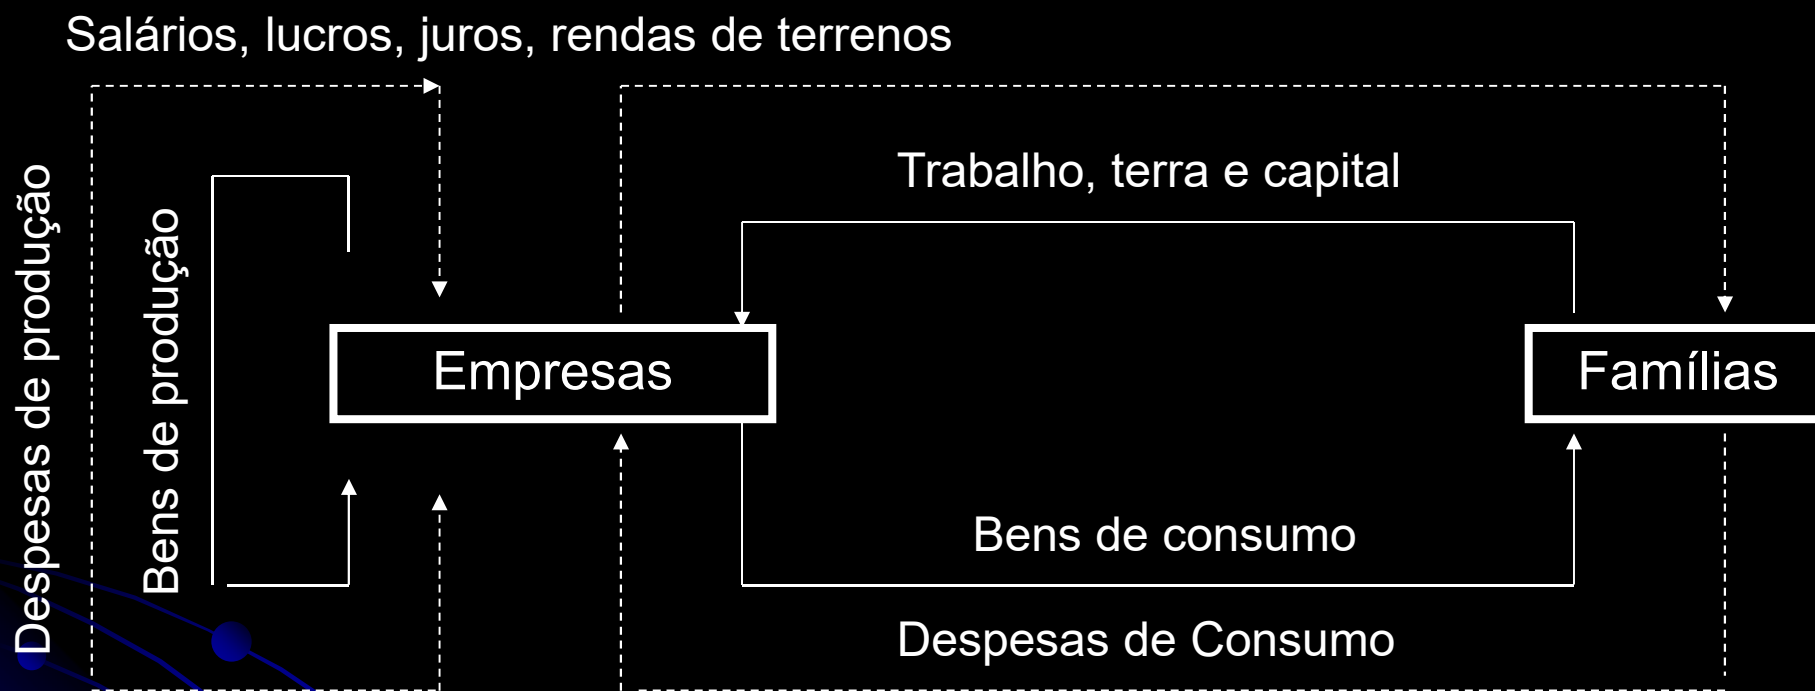 Salários, lucros, juros, rendas de terrenos
Trabalho, terra e capital
Despesas de produção
Bens de produção
Empresas
Famílias
Bens de consumo
Despesas de Consumo